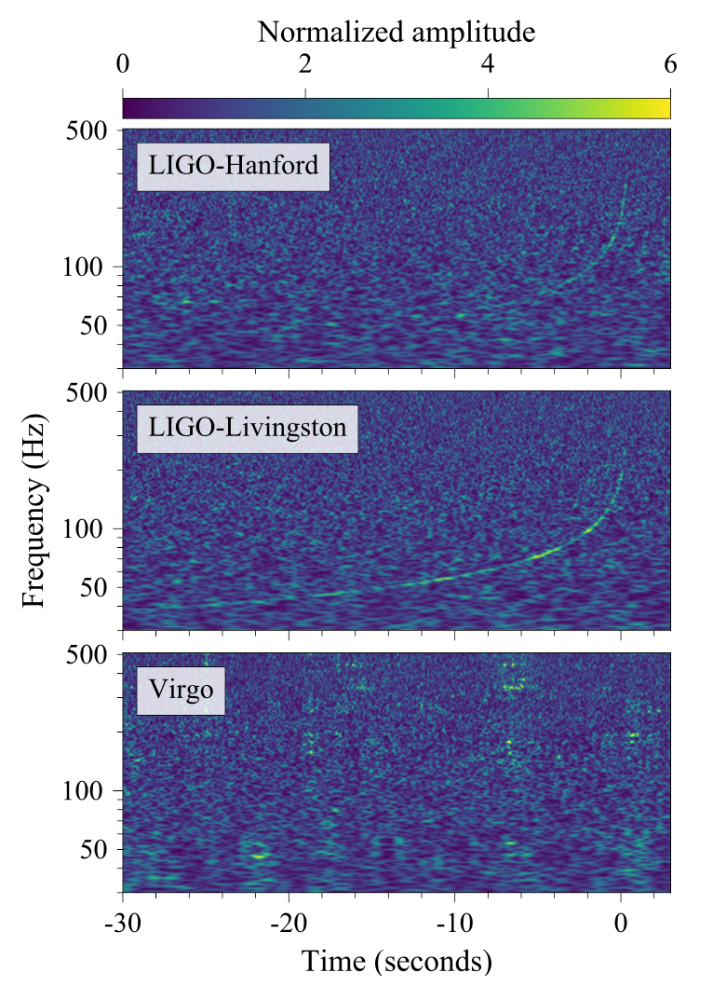 Normalized amplitude
0 2 4 6
500
LIGO-Hanford
100
50
500
LIGO-Livingston
100
50
Frequency (Hz)
500
Virgo
100
50
-30 -20 -10 0
Time (seconds)